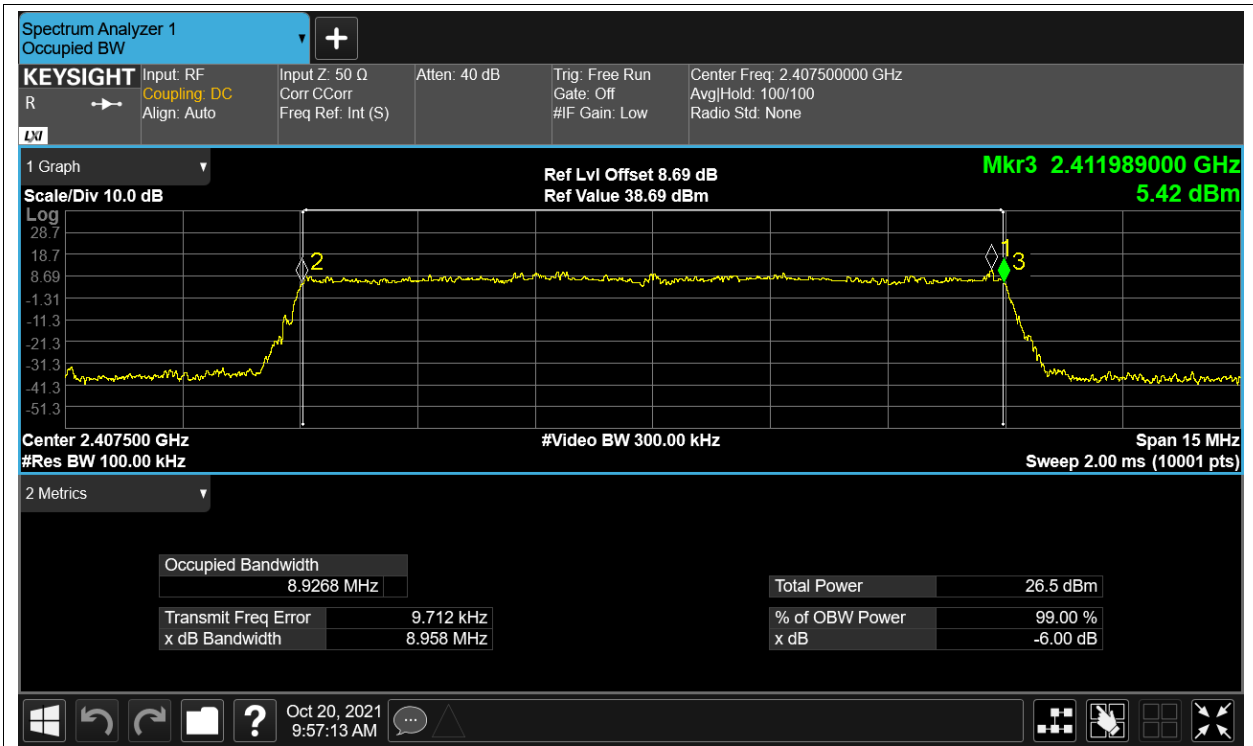 Spectrum Analyzer 1
Occupied BW
KEYSIGHT Input: RF Input Z: 50 Ω Atten: 40 dB Trig: Free Run Center Freq: 2.407500000 GHz
R Coupling: DC Corr CCorr Gate: Off Avg|Hold: 100/100
Align: Auto Freq Ref: Int (S) #IF Gain: Low Radio Std: None
LXI
1 Graph Ref Lvl Offset 8.69 dB Mkr3 2.411989000 GHz
Scale/Div 10.0 dB Ref Value 38.69 dBm 5.42 dBm
Log
28.7
18.7
8.69
-1.31
-11.3
-21.3
-31.3
-41.3
-51.3
2
1
3
Center 2.407500 GHz #Video BW 300.00 kHz Span 15 MHz
#Res BW 100.00 kHz Sweep 2.00 ms (10001 pts)
2 Metrics
Occupied Bandwidth
8.9268 MHz Total Power 26.5 dBm
Transmit Freq Error 9.712 kHz % of OBW Power 99.00 %
x dB Bandwidth 8.958 MHz x dB -6.00 dB
Oct 20, 2021
9:57:13 AM